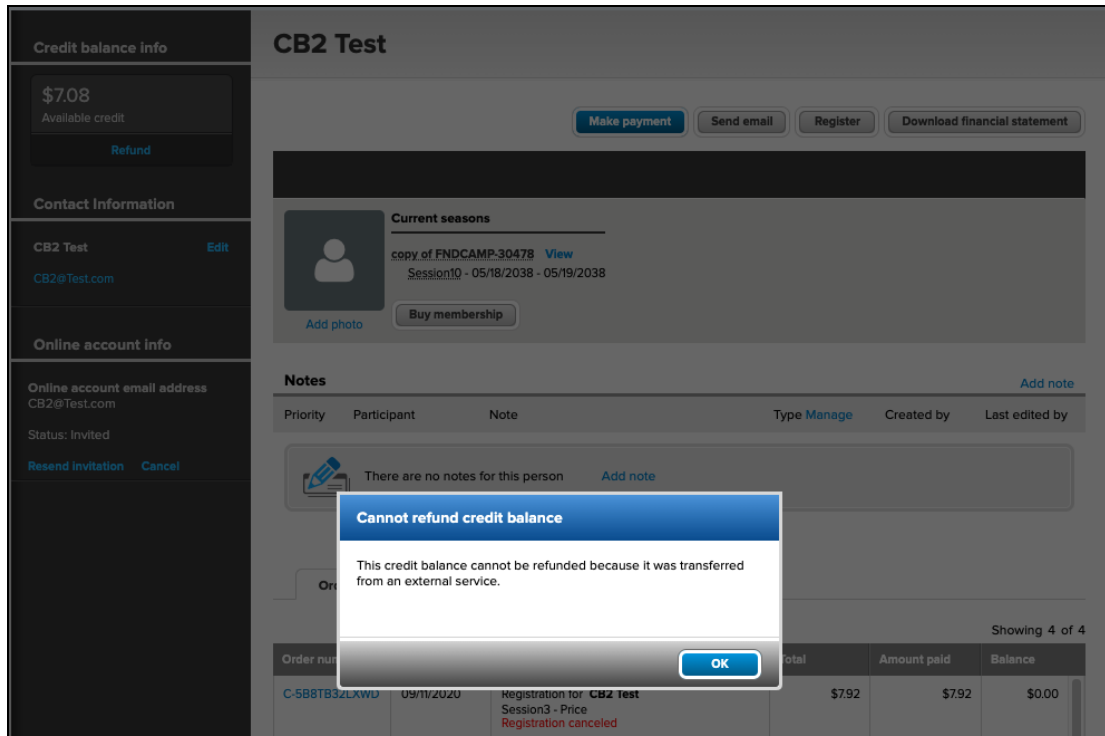 Credit balance info
CB2 Test
$7.08
Available credit
Refund
Make payment
Send email
Register
Download financial statement
Contact Information
CB2 Test
Edit
CB2@Test.com
Current seasons
copy of FNDCAMP-30478 View
Session10 - 05/18/2038 - 05/19/2038
Buy membership
Add photo
Online account info
Online account email address
CB2@Test.com
Status: Invited
Resend invitation Cancel
Notes
Add note
Priority Participant Note Type Manage Created by Last edited by
There are no notes for this person Add note
Cannot refund credit balance
This credit balance cannot be refunded because it was transferred
from an external service.
OK
Showing 4 of 4
Amount paid Balance
C-5B8TB32LXWD 09/11/2020 Registration for CB2 Test $7.92 $7.92 $0.00
Session3 - Price
Registration canceled